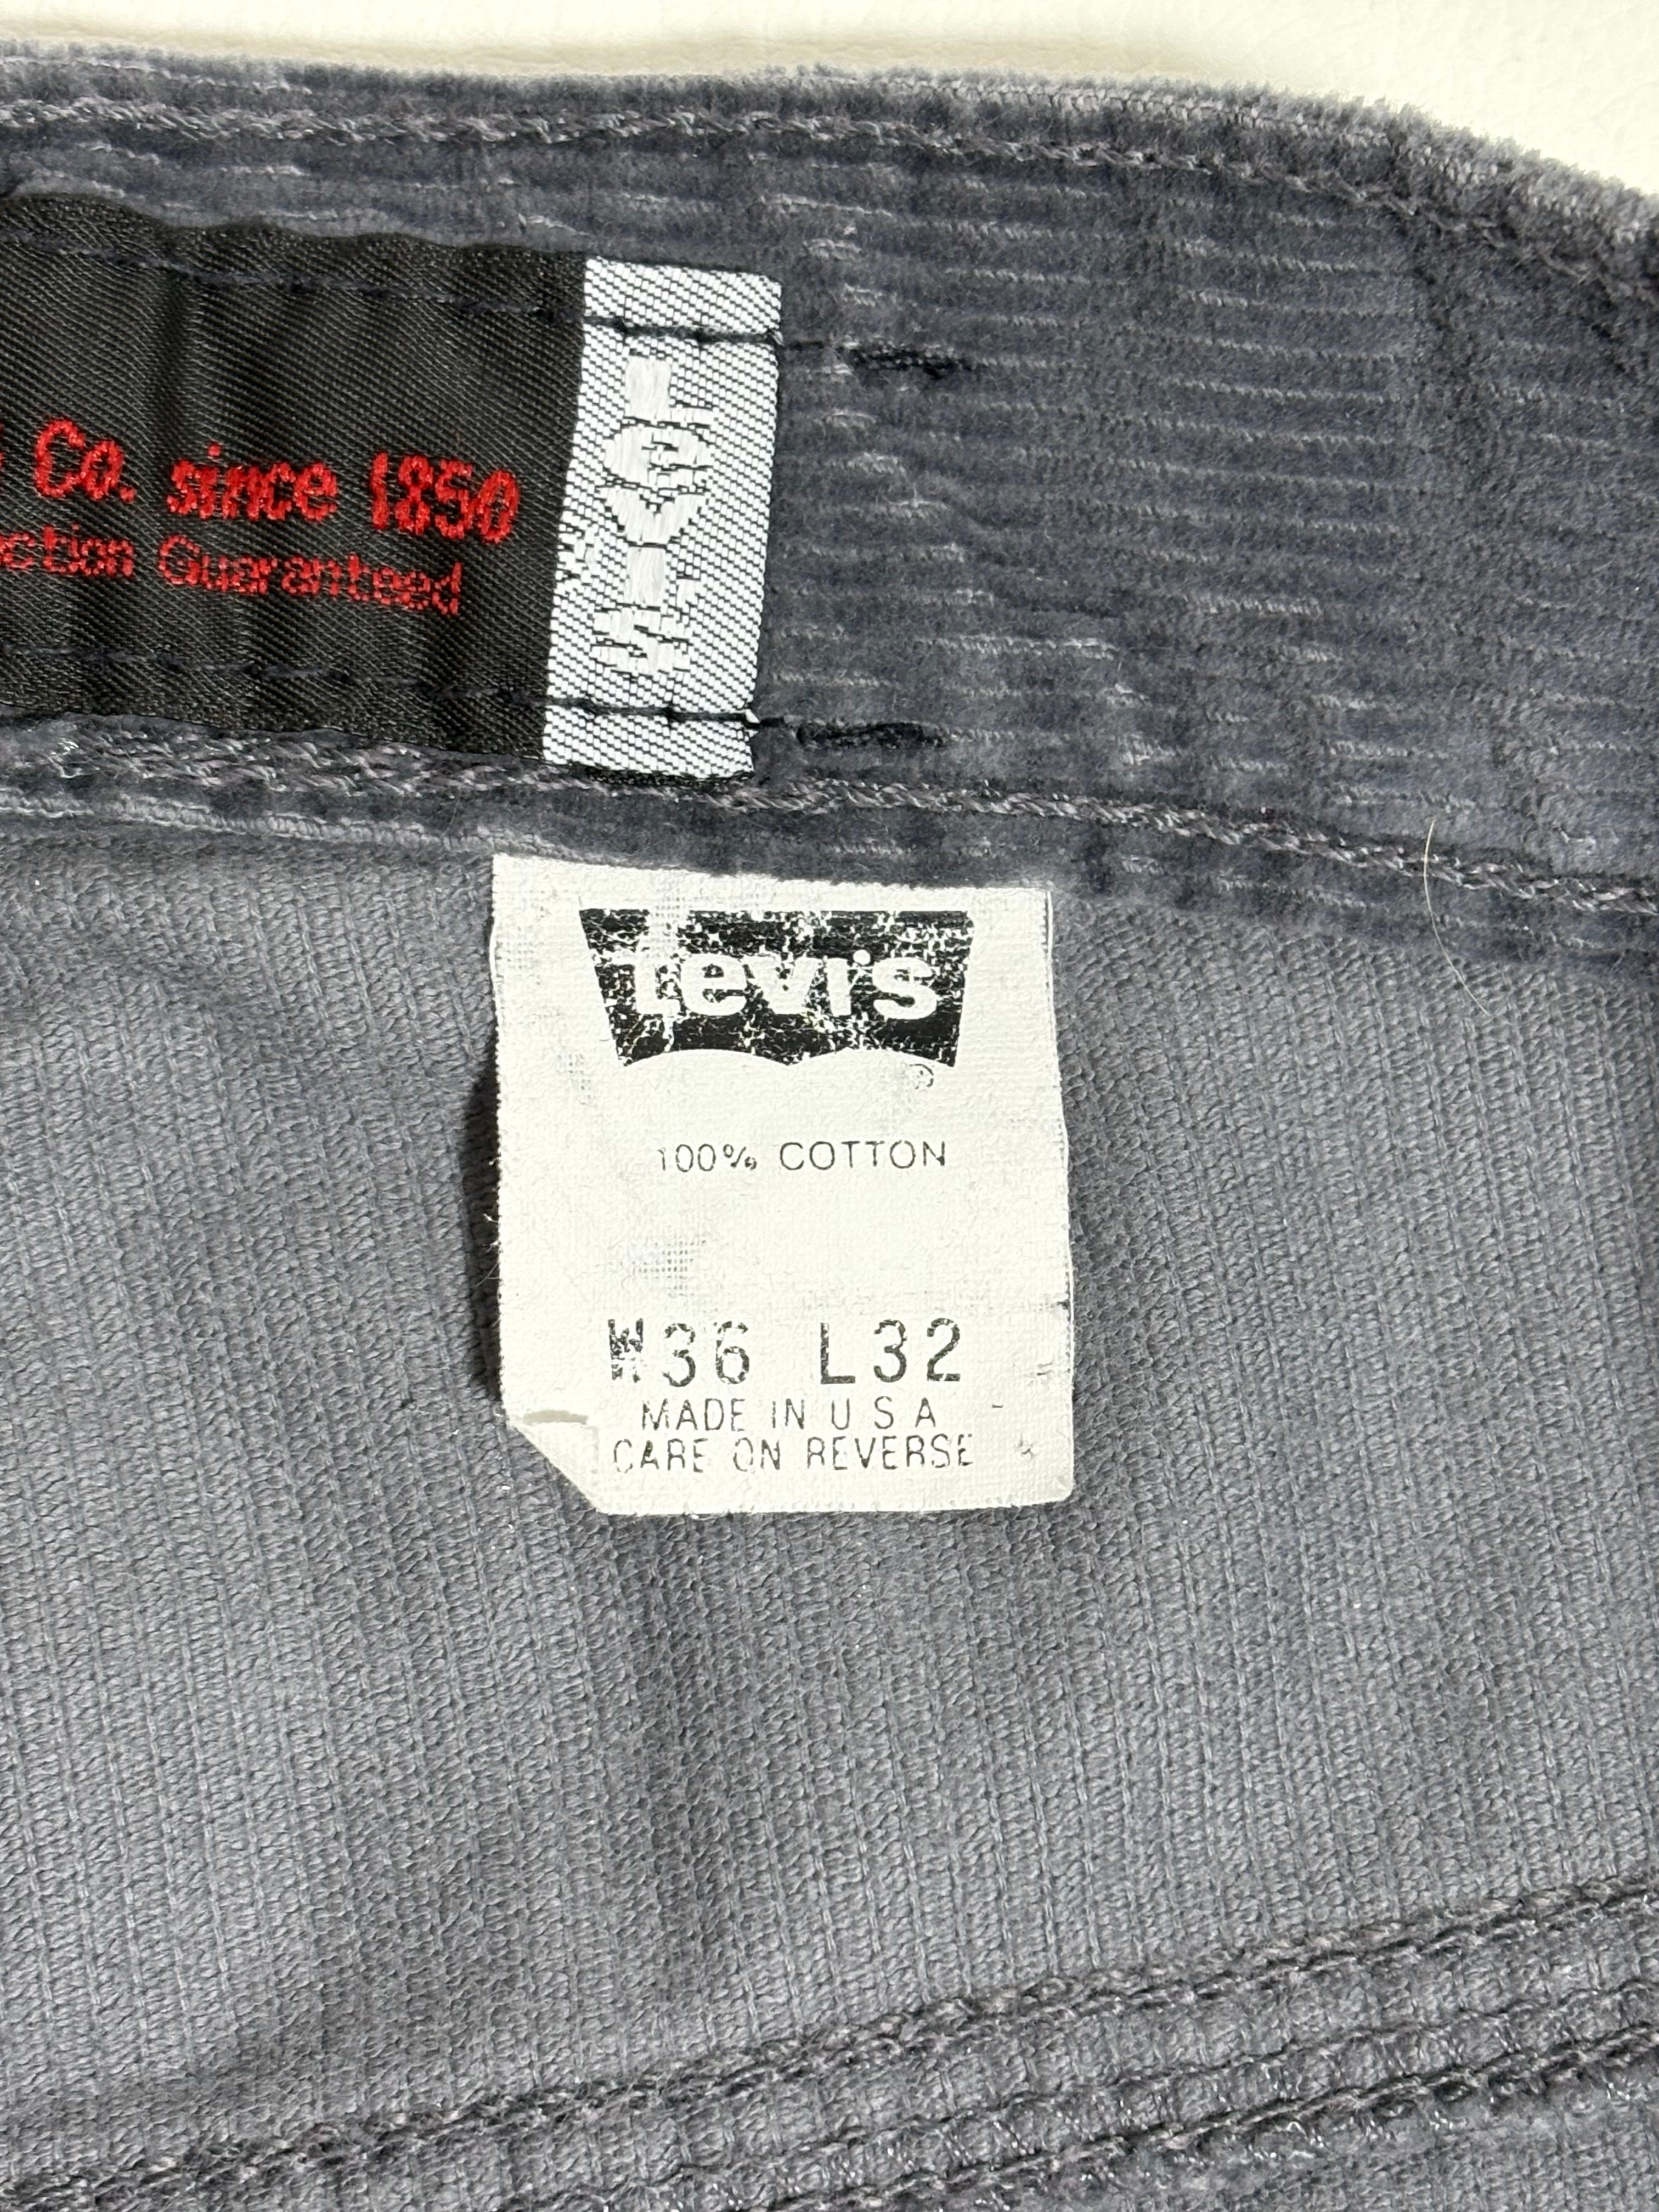 Co. since 1850
ction Guaranteed
LEVI'S
Levi's
®
100% COTTON
W36 L32
MADE IN U S A
CARE ON REVERSE